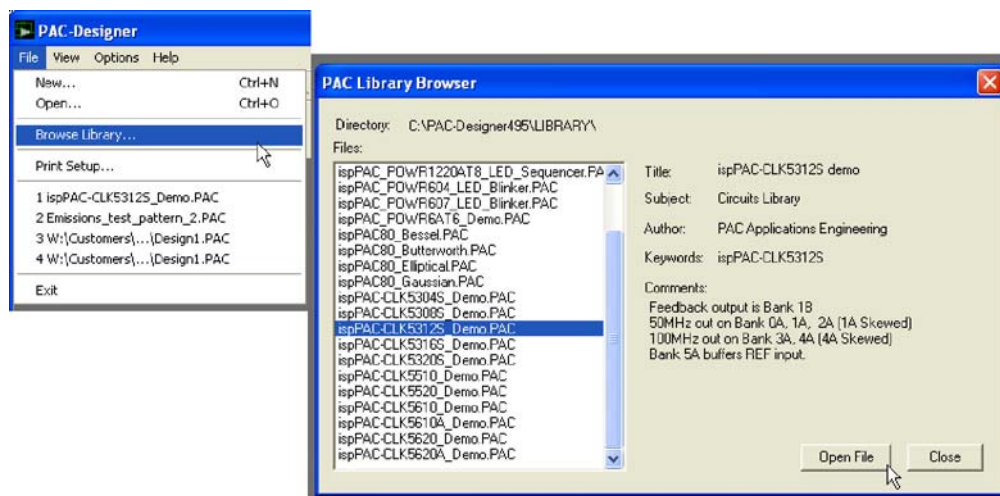 PAC-Designer
File View Options Help
New... Ctrl+N
Open... Ctrl+O
Browse Library...
Print Setup...
1 ispPAC-CLK5312S_Demo.PAC
2 Emissions_test_pattern_2.PAC
3 W:\Customers\...\Design1.PAC
4 W:\Customers\...\Design1.PAC
Exit
PAC Library Browser
Directory: C:\PAC-Designer495\LIBRARY\
Files:
ispPAC_POWR1220AT8_LED_Sequencer.PA
ispPAC_POWR604_LED_Blinker.PAC
ispPAC_POWR607_LED_Blinker.PAC
ispPAC_POWR6AT6_Demo.PAC
ispPAC80_Bessel.PAC
ispPAC80_Butterworth.PAC
ispPAC80_Elliptical.PAC
ispPAC80_Gaussian.PAC
ispPAC-CLK5304S_Demo.PAC
ispPAC-CLK5308S_Demo.PAC
ispPAC-CLK5312S_Demo.PAC
ispPAC-CLK5316S_Demo.PAC
ispPAC-CLK5320S_Demo.PAC
ispPAC-CLK5510_Demo.PAC
ispPAC-CLK5520_Demo.PAC
ispPAC-CLK5610_Demo.PAC
ispPAC-CLK5610A_Demo.PAC
ispPAC-CLK5620_Demo.PAC
ispPAC-CLK5620A_Demo.PAC
Title: ispPAC-CLK5312S demo
Subject: Circuits Library
Author: PAC Applications Engineering
Keywords: ispPAC-CLK5312S
Comments:
Feedback output is Bank 1B
50MHz out on Bank 0A, 1A, 2A (1A Skewed)
100MHz out on Bank 3A, 4A (4A Skewed)
Bank 5A buffers REF input.
Open File Close